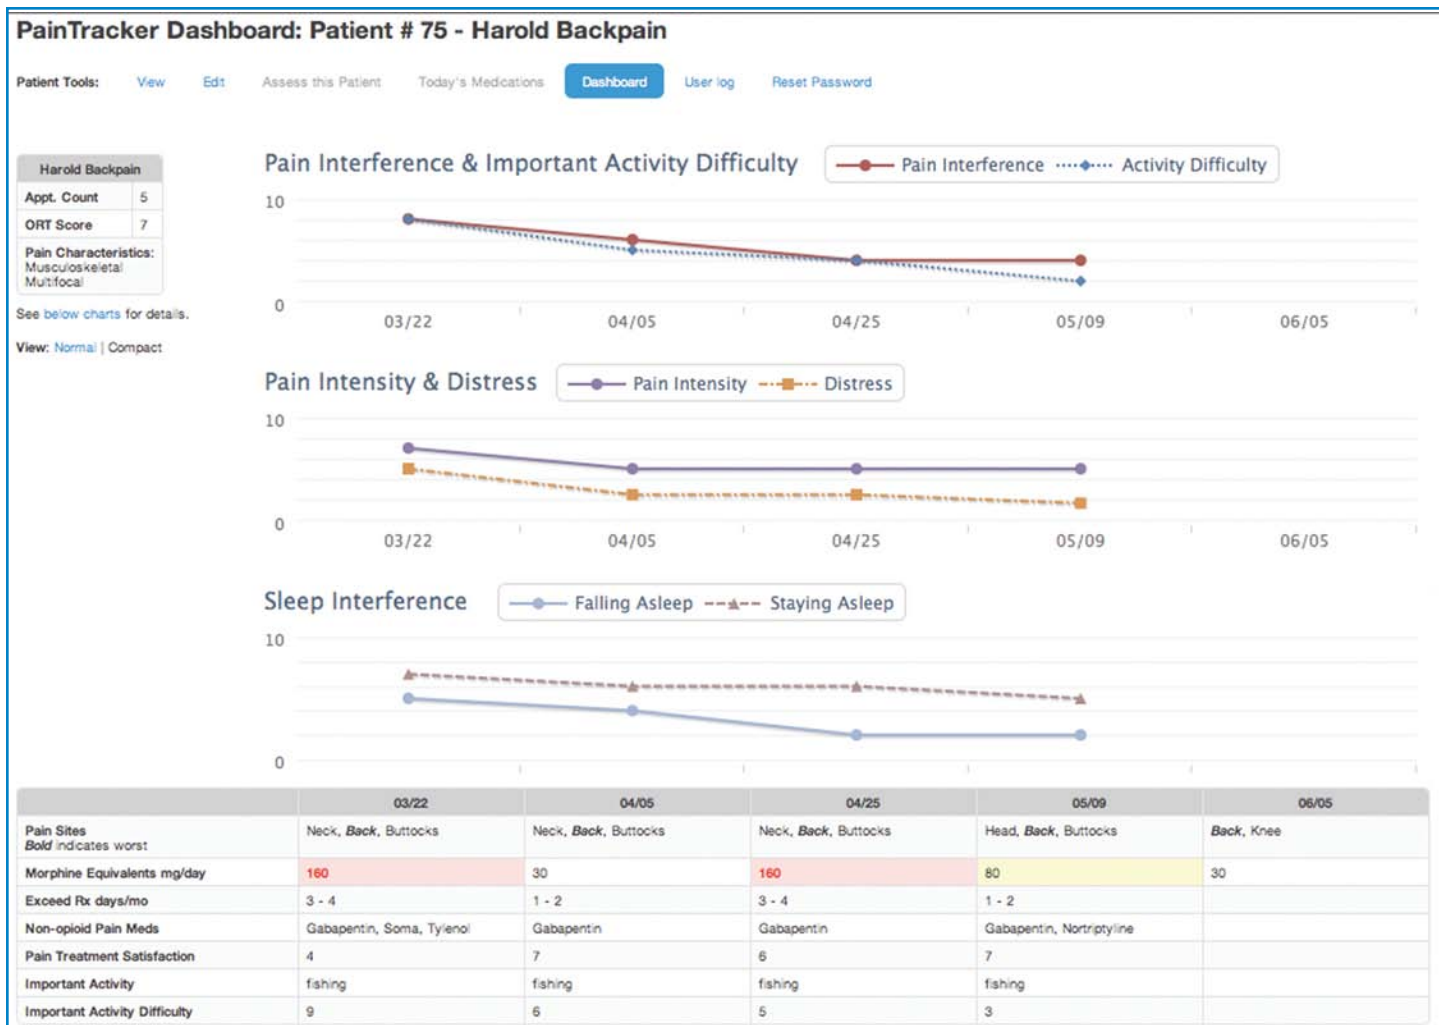 PainTracker Dashboard: Patient # 75 - Harold Backpain
Patient Tools: View Edit Assess this Patient Today's Medications Dashboard User log Reset Password
Harold Backpain
Appt. Count 5
ORT Score 7
Pain Characteristics:
Musculoskeletal
Multifocal
See below charts for details.
View: Normal | Compact
Pain Interference & Important Activity Difficulty Pain Interference Activity Difficulty
10
0
03/22 04/05 04/25 05/09 06/05
Pain Intensity & Distress Pain Intensity Distress
10
0
03/22 04/05 04/25 05/09 06/05
Sleep Interference Falling Asleep Staying Asleep
10
0
03/22 04/05 04/25 05/09 06/05
Pain Sites Neck, Back, Buttocks Neck, Back, Buttocks Neck, Back, Buttocks Head, Back, Buttocks Back, Knee
Bold indicates worst
Morphine Equivalents mg/day 160 30 160 80 30
Exceed Rx days/mo 3 - 4 1 - 2 3 - 4 1 - 2
Non-opioid Pain Meds Gabapentin, Soma, Tylenol Gabapentin Gabapentin Gabapentin, Nortriptyline
Pain Treatment Satisfaction 4 7 6 7
Important Activity fishing fishing fishing fishing
Important Activity Difficulty 9 6 5 3